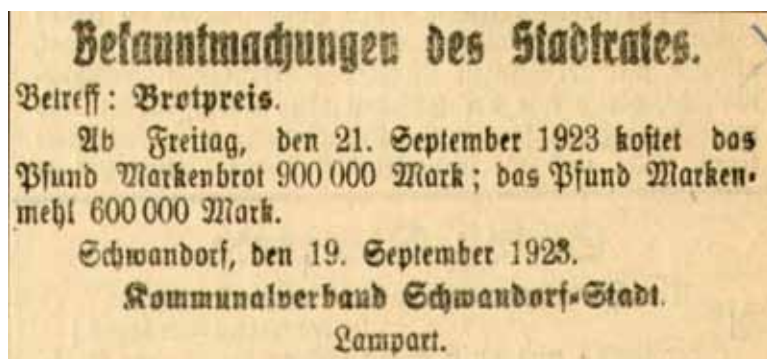 Bekanntmachungen des Stadtrates.
Betreff: Brotpreis.
Ab Freitag, den 21. September 1923 kostet das
Pfund Markenbrot 900 000 Mark; das Pfund Marken-
mehl 600 000 Mark.
Schwandorf, den 19. September 1923.
Kommunalverband Schwandorf-Stadt.
Lampart.